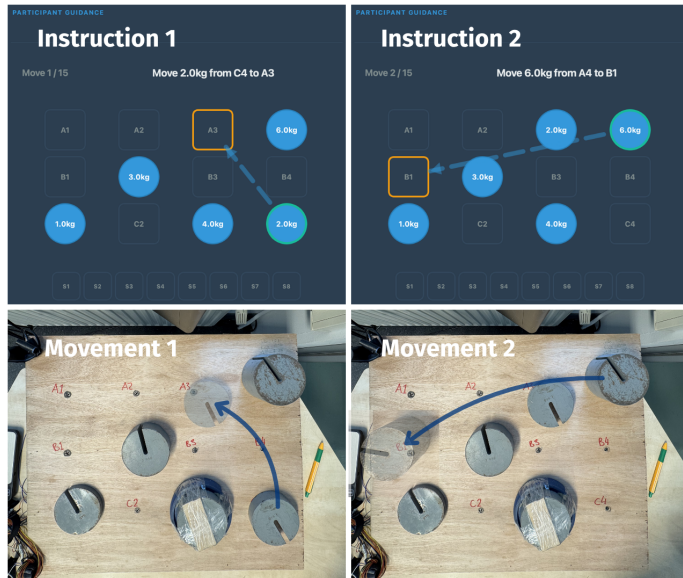 PARTICIPANT GUIDANCE
Instruction 1
Move 1 / 15
Move 2.0kg from C4 to A3
A1
A2
A3
6.0kg
B1
3.0kg
B3
B4
1.0kg
C2
4.0kg
2.0kg
S1
S2
S3
S4
S5
S6
S7
S8
PARTICIPANT GUIDANCE
Instruction 2
Move 2 / 15
Move 6.0kg from A4 to B1
A1
A2
2.0kg
6.0kg
B1
3.0kg
B3
B4
1.0kg
C2
4.0kg
C4
S1
S2
S3
S4
S5
S6
S7
S8
Movement 1
A1
A2
A3
B1
B3
B4
C2
Movement 2
A1
A2
B3
B4
C2
C4